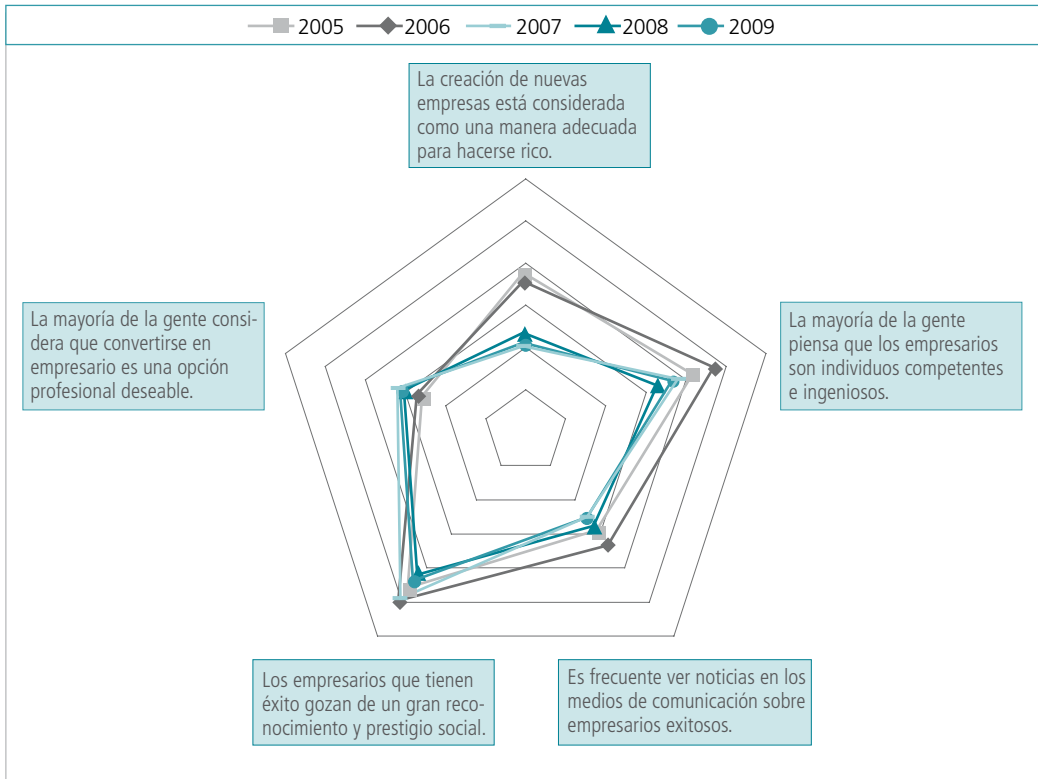 2005 2006 2007 2008 2009
La creación de nuevas
empresas está considerada
como una manera adecuada
para hacerse rico.
La mayoría de la gente consi-
dera que convertirse en
empresario es una opción
profesional deseable.
La mayoría de la gente
piensa que los empresarios
son individuos competentes
e ingeniosos.
Los empresarios que tienen
éxito gozan de un gran reco-
nocimiento y prestigio social.
Es frecuente ver noticias en los
medios de comunicación sobre
empresarios exitosos.